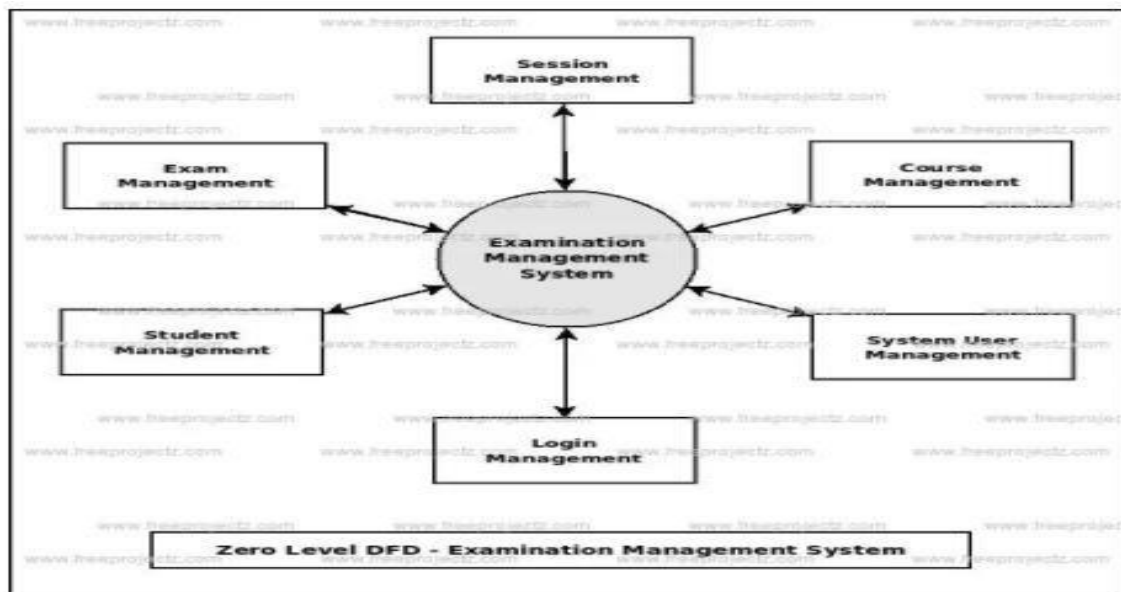 Session
Management
Exam
Management
Course
Management
Examination
Management
System
Student
Management
System User
Management
Login
Management
Zero Level DFD - Examination Management System
www.freeprojectz.com